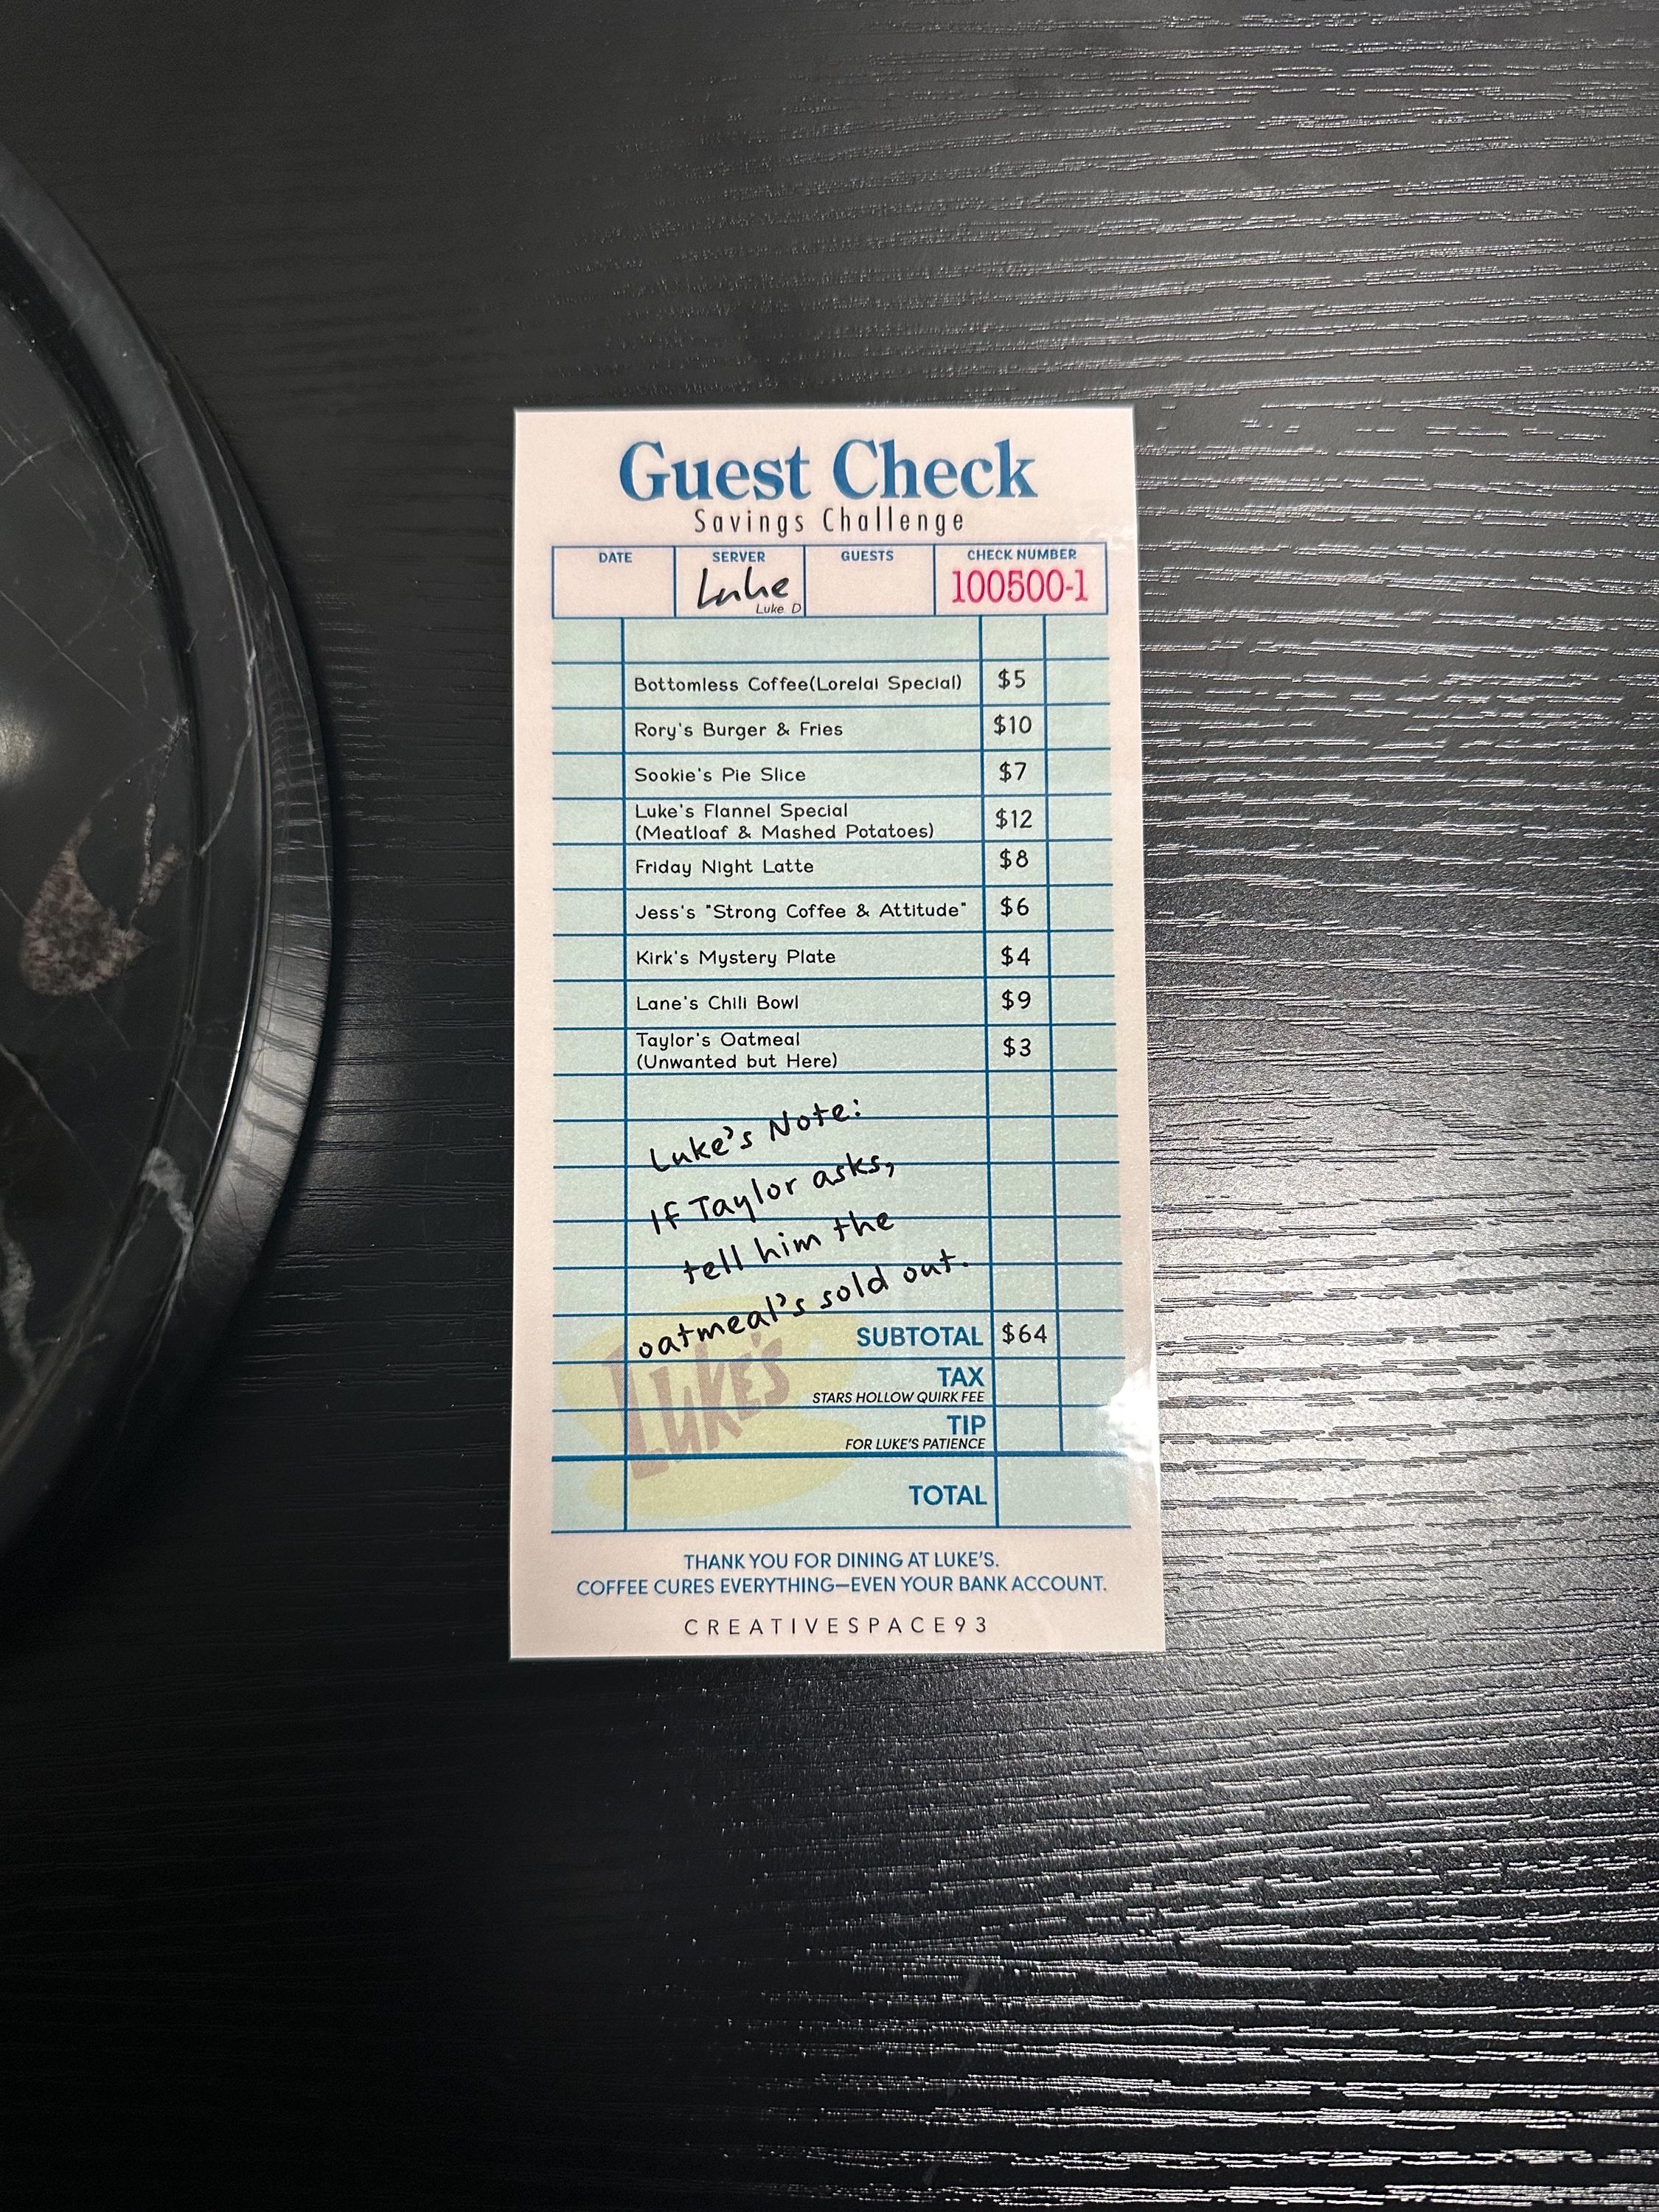 Guest Check
Savings Challenge
DATE SERVER GUESTS CHECK NUMBER
Luke 100500-1
Luke D
Bottomless Coffee(Lorelai Special) $5
Rory's Burger & Fries $10
Sookie's Pie Slice $7
Luke's Flannel Special
(Meatloaf & Mashed Potatoes) $12
Friday Night Latte $8
Jess's "Strong Coffee & Attitude" $6
Kirk's Mystery Plate $4
Lane's Chili Bowl $9
Taylor's Oatmeal
(Unwanted but Here) $3
Luke's Note:
If Taylor asks,
tell him the
oatmeal's sold out.
LUKE'S
SUBTOTAL $64
TAX
STARS HOLLOW QUIRK FEE
TIP
FOR LUKE'S PATIENCE
TOTAL
THANK YOU FOR DINING AT LUKE'S.
COFFEE CURES EVERYTHING—EVEN YOUR BANK ACCOUNT.
CREATIVESPACE93